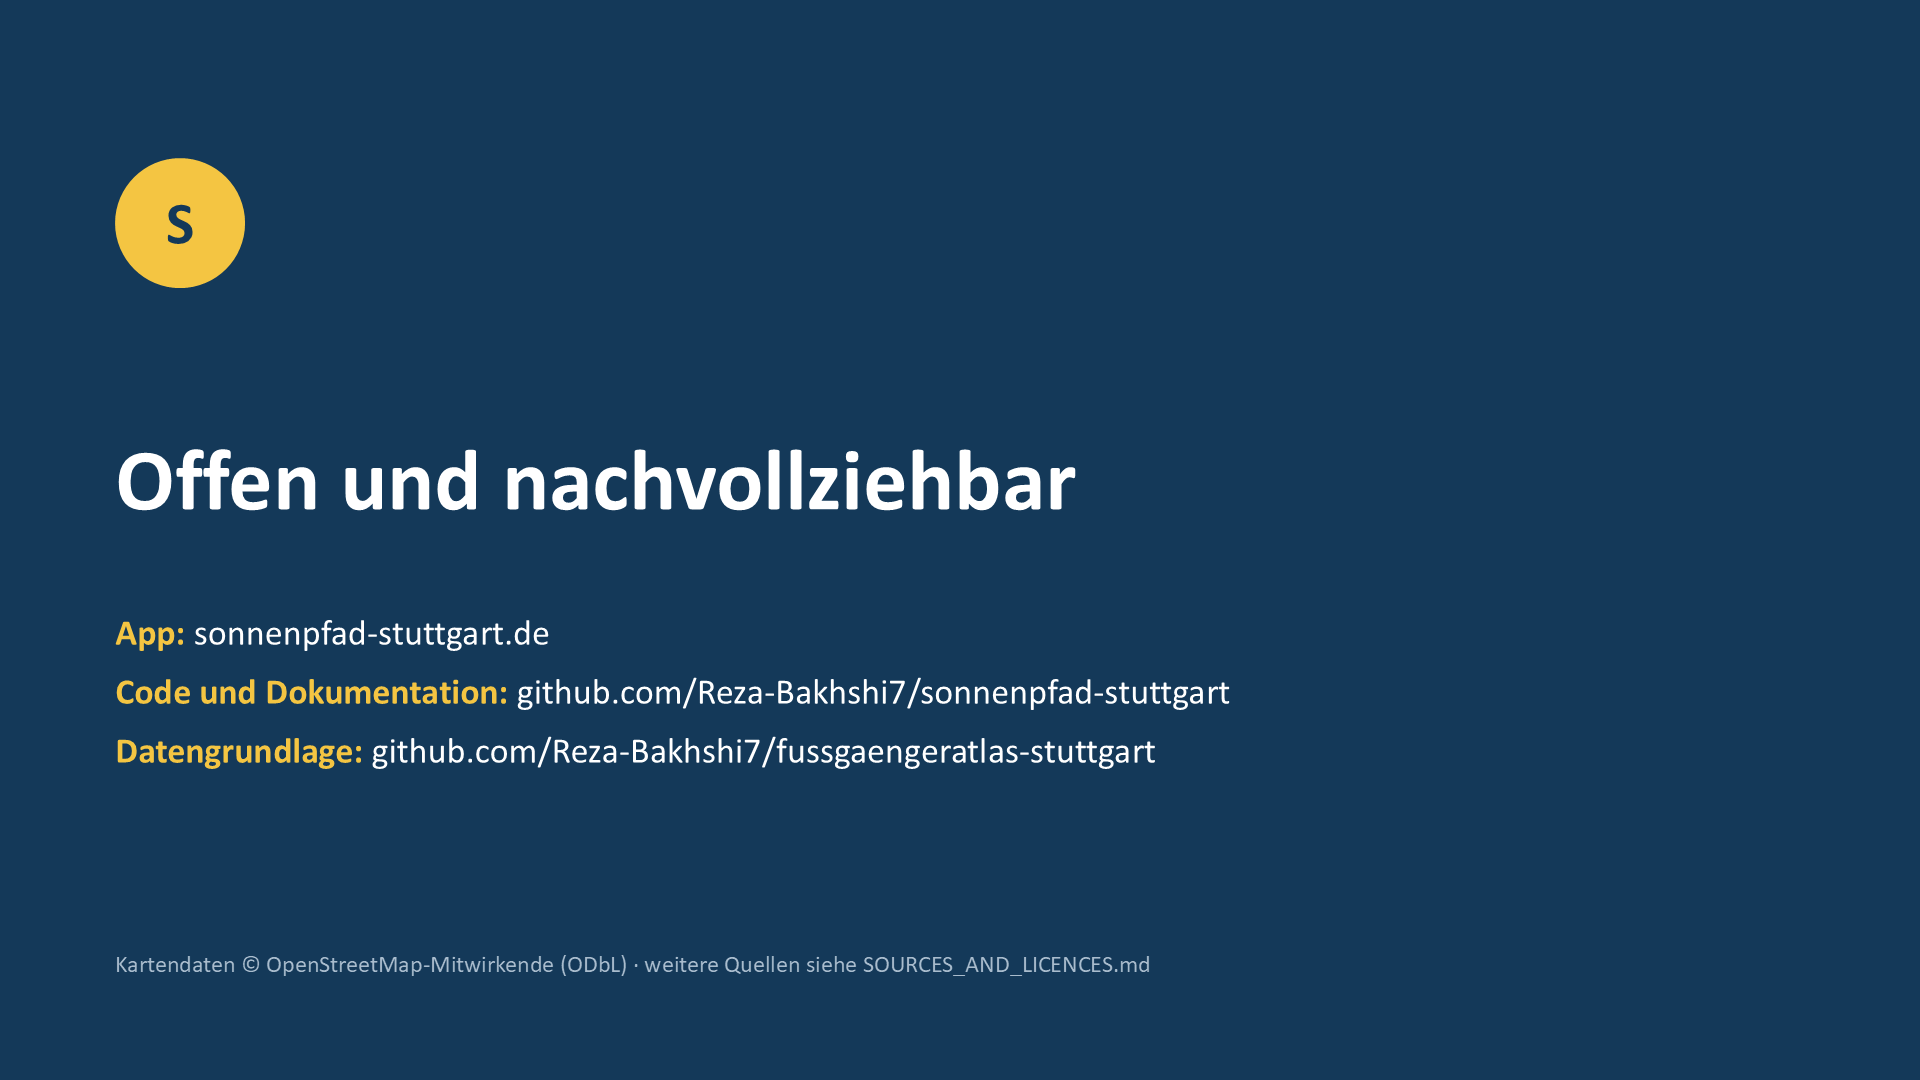 S
Offen und nachvollziehbar
App: sonnenpfad-stuttgart.de
Code und Dokumentation: github.com/Reza-Bakhshi7/sonnenpfad-stuttgart
Datengrundlage: github.com/Reza-Bakhshi7/fussgaengeratlas-stuttgart
Kartendaten © OpenStreetMap-Mitwirkende (ODbL) · weitere Quellen siehe SOURCES_AND_LICENCES.md